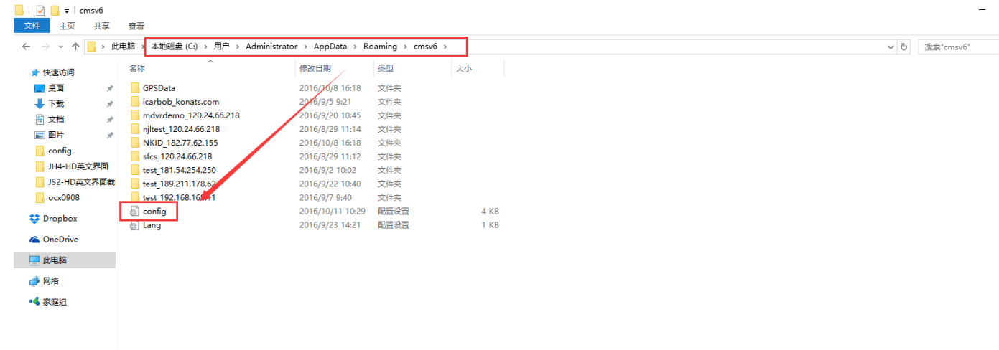 cmsv6
文件 主页 共享 查看
此电脑 本地磁盘 (C:) 用户 Administrator AppData Roaming cmsv6 搜索"cmsv6"
名称 修改日期 类型 大小
快速访问
桌面
下载
文档
图片
config
JH4-HD英文界面
JS2-HD英文界面截
ocx0908
Dropbox
OneDrive
此电脑
网络
家庭组
GPSData 2016/10/8 16:18 文件夹
icarbob_konats.com 2016/9/5 9:21 文件夹
mdvrdemo_120.24.66.218 2016/9/20 10:45 文件夹
njltest_120.24.66.218 2016/8/29 11:14 文件夹
NKID_182.77.62.155 2016/10/8 16:18 文件夹
sfcs_120.24.66.218 2016/8/29 11:12 文件夹
test_181.54.254.250 2016/9/2 10:02 文件夹
test_189.211.178.62 2016/9/22 10:40 文件夹
test_192.168.168.11 2016/9/7 9:40 文件夹
config 2016/10/11 10:29 配置设置 4 KB
Lang 2016/9/23 14:21 配置设置 1 KB